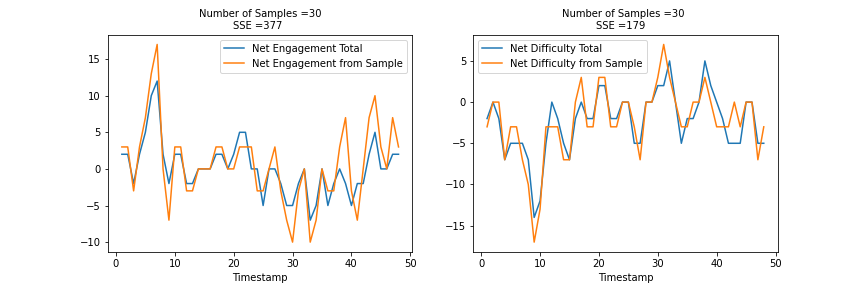 Number of Samples =30
SSE =377
Net Engagement Total
Net Engagement from Sample
15
10
5
0
−5
−10
0
10
20
30
40
50
Timestamp
Number of Samples =30
SSE =179
Net Difficulty Total
Net Difficulty from Sample
5
0
−5
−10
−15
0
10
20
30
40
50
Timestamp